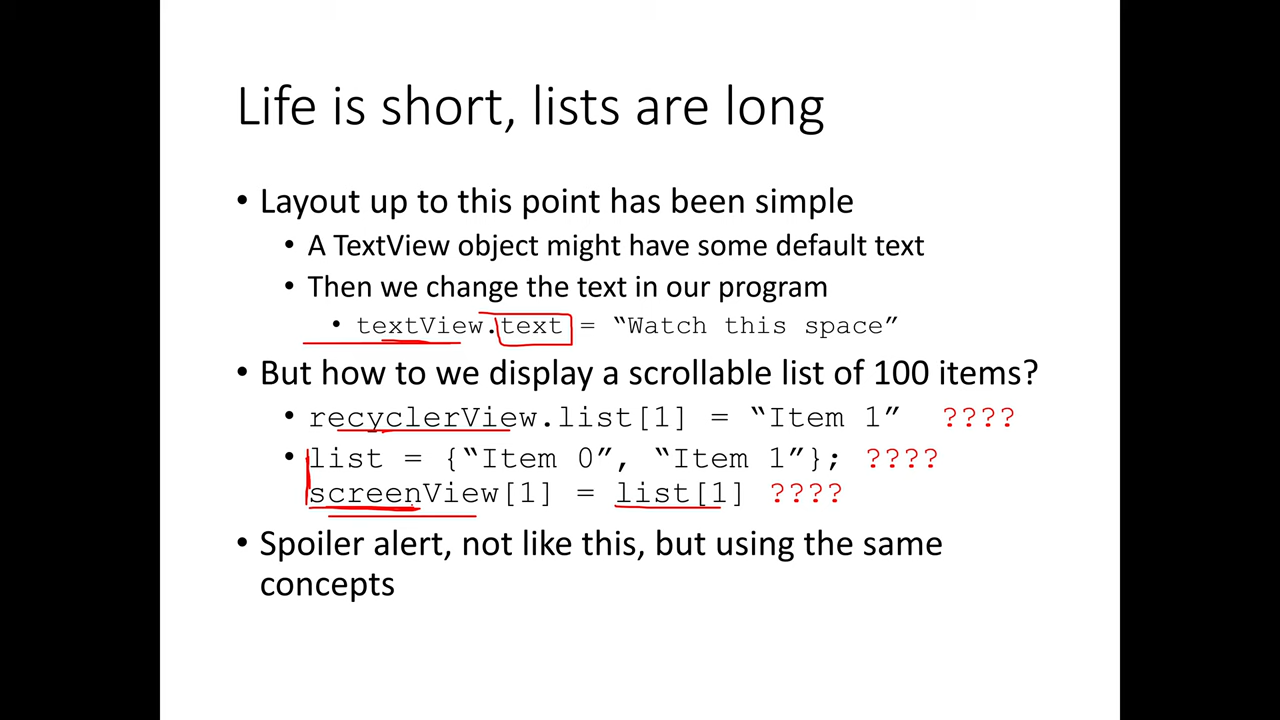 Life is short, lists are long
• Layout up to this point has been simple
• A TextView object might have some default text
• Then we change the text in our program
• textView.text = “Watch this space”
• But how to we display a scrollable list of 100 items?
• recyclerView.list[1] = “Item 1” ????
• list = {“Item 0”, “Item 1”}; ????
screenView[1] = list[1] ????
• Spoiler alert, not like this, but using the same
concepts